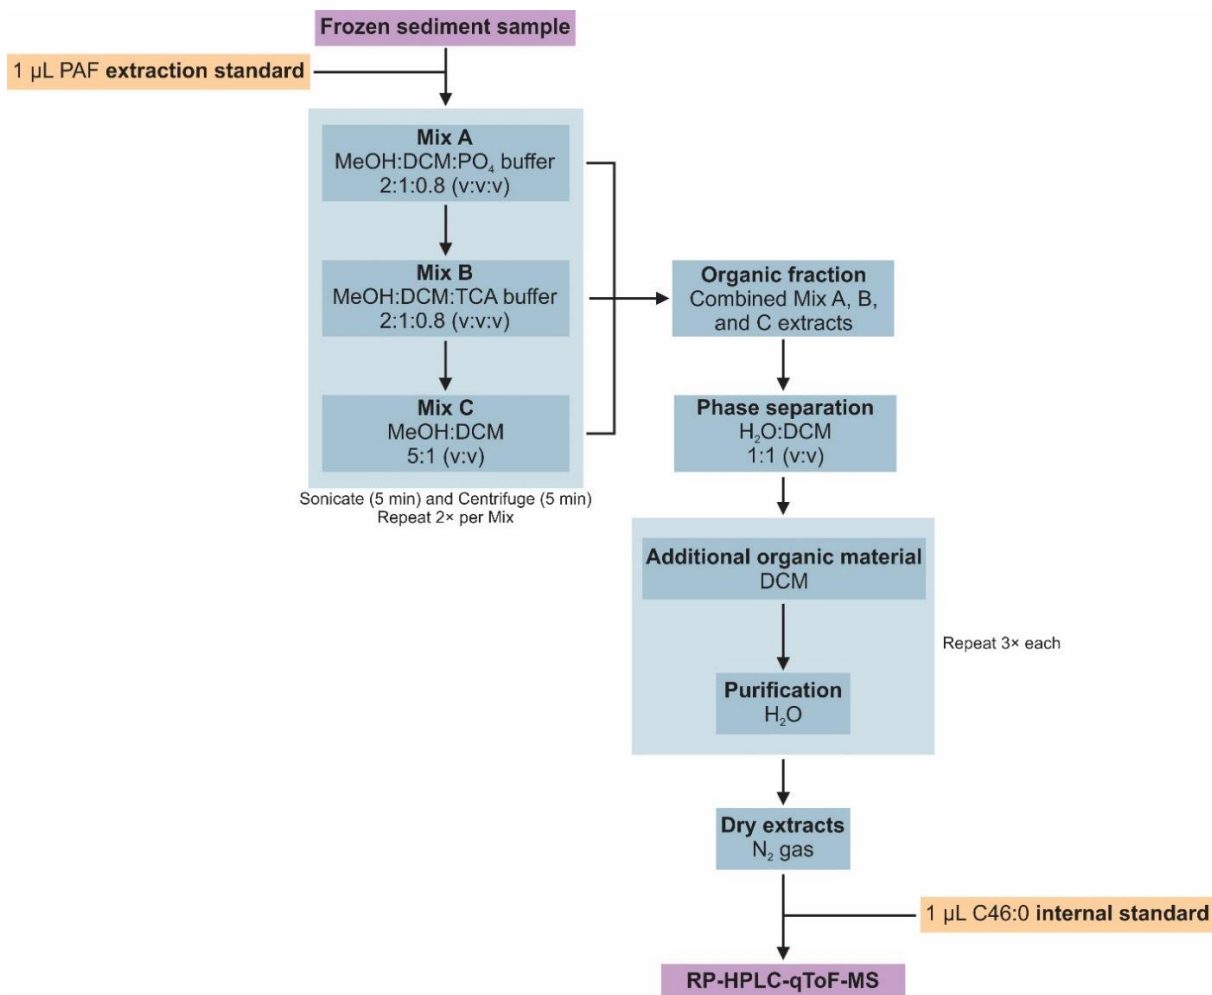 Frozen sediment sample
1 µL PAF extraction standard
Mix A
MeOH:DCM:PO₄ buffer
2:1:0.8 (v:v:v)
Mix B
MeOH:DCM:TCA buffer
2:1:0.8 (v:v:v)
Mix C
MeOH:DCM
5:1 (v:v)
Sonicate (5 min) and Centrifuge (5 min)
Repeat 2× per Mix
Organic fraction
Combined Mix A, B,
and C extracts
Phase separation
H₂O:DCM
1:1 (v:v)
Additional organic material
DCM
Purification
H₂O
Repeat 3× each
Dry extracts
N₂ gas
1 µL C46:0 internal standard
RP-HPLC-qToF-MS